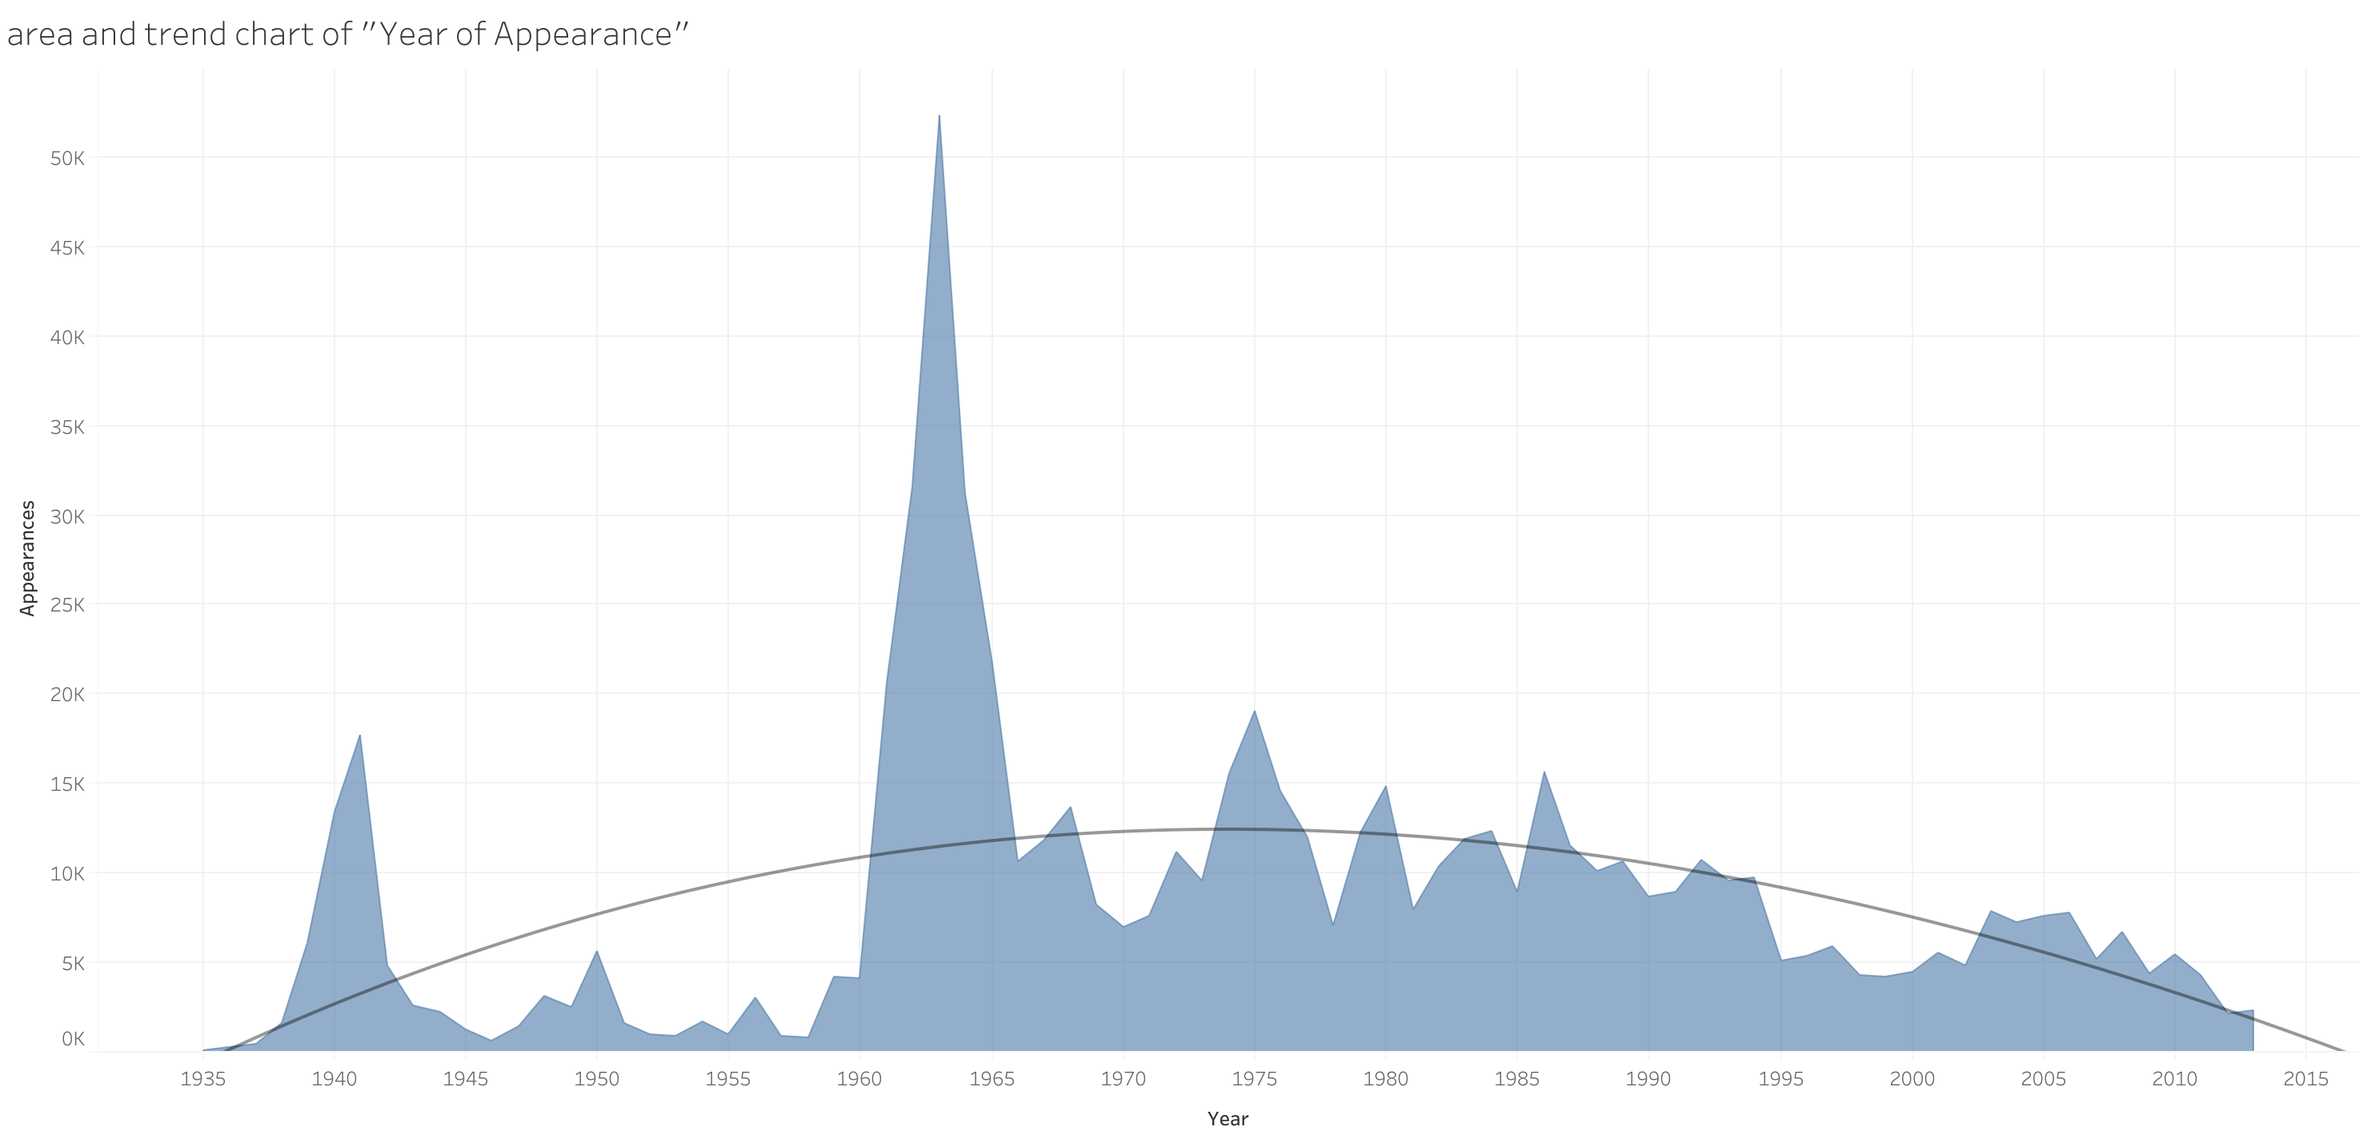 area and trend chart of "Year of Appearance"
50K
45K
40K
35K
30K
25K
20K
15K
10K
5K
0K
Appearances
1935 1940 1945 1950 1955 1960 1965 1970 1975 1980 1985 1990 1995 2000 2005 2010 2015
Year